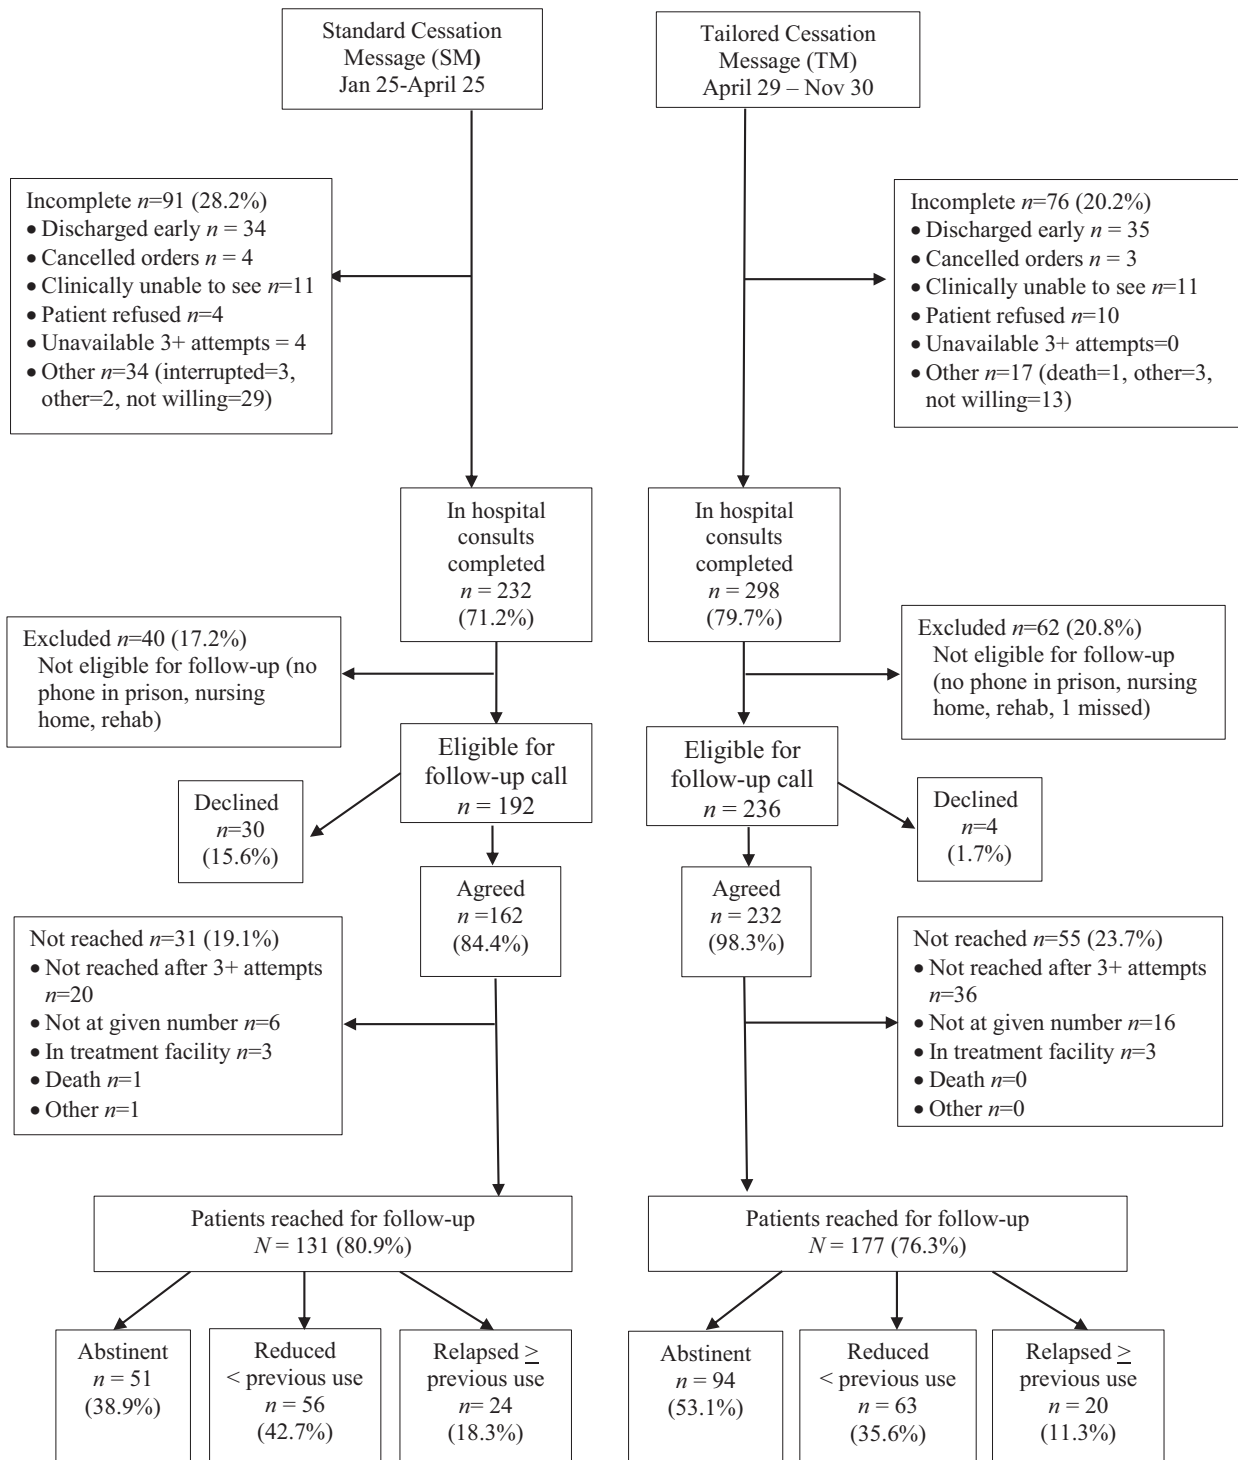 Standard Cessation
Message (SM)
Jan 25-April 25
Tailored Cessation
Message (TM)
April 29 – Nov 30
Incomplete n=91 (28.2%)
• Discharged early n = 34
• Cancelled orders n = 4
• Clinically unable to see n=11
• Patient refused n=4
• Unavailable 3+ attempts = 4
• Other n=34 (interrupted=3,
other=2, not willing=29)
Incomplete n=76 (20.2%)
• Discharged early n = 35
• Cancelled orders n = 3
• Clinically unable to see n=11
• Patient refused n=10
• Unavailable 3+ attempts=0
• Other n=17 (death=1, other=3,
not willing=13)
In hospital
consults
completed
n = 232
(71.2%)
In hospital
consults
completed
n = 298
(79.7%)
Excluded n=40 (17.2%)
Not eligible for follow-up (no
phone in prison, nursing
home, rehab)
Excluded n=62 (20.8%)
Not eligible for follow-up
(no phone in prison, nursing
home, rehab, 1 missed)
Eligible for
follow-up call
n = 192
Eligible for
follow-up call
n = 236
Declined
n=30
(15.6%)
Declined
n=4
(1.7%)
Agreed
n =162
(84.4%)
Agreed
n = 232
(98.3%)
Not reached n=31 (19.1%)
• Not reached after 3+ attempts
n=20
• Not at given number n=6
• In treatment facility n=3
• Death n=1
• Other n=1
Not reached n=55 (23.7%)
• Not reached after 3+ attempts
n=36
• Not at given number n=16
• In treatment facility n=3
• Death n=0
• Other n=0
Patients reached for follow-up
N = 131 (80.9%)
Patients reached for follow-up
N = 177 (76.3%)
Abstinent
n = 51
(38.9%)
Reduced
< previous use
n = 56
(42.7%)
Relapsed ≥
previous use
n= 24
(18.3%)
Abstinent
n = 94
(53.1%)
Reduced
< previous use
n = 63
(35.6%)
Relapsed ≥
previous use
n = 20
(11.3%)